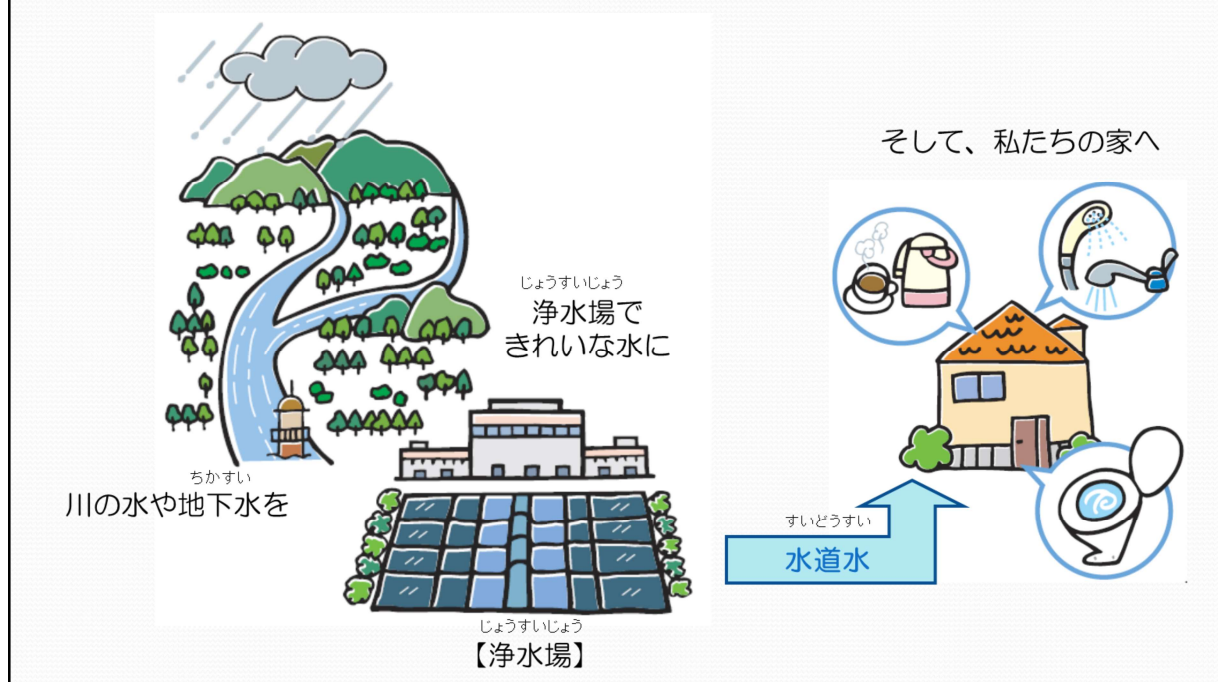 ちかすい
川の水や地下水を
じょうすいじょう
浄水場で
きれいな水に
じょうすいじょう
【浄水場】
すいどうすい
水道水
そして、私たちの家へ